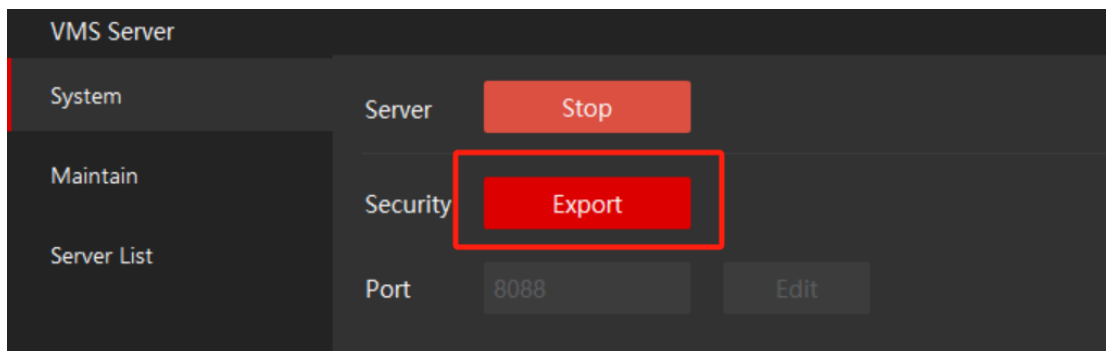 VMS Server
System
Server Stop
Maintain
Security Export
Server List
Port 8088 Edit